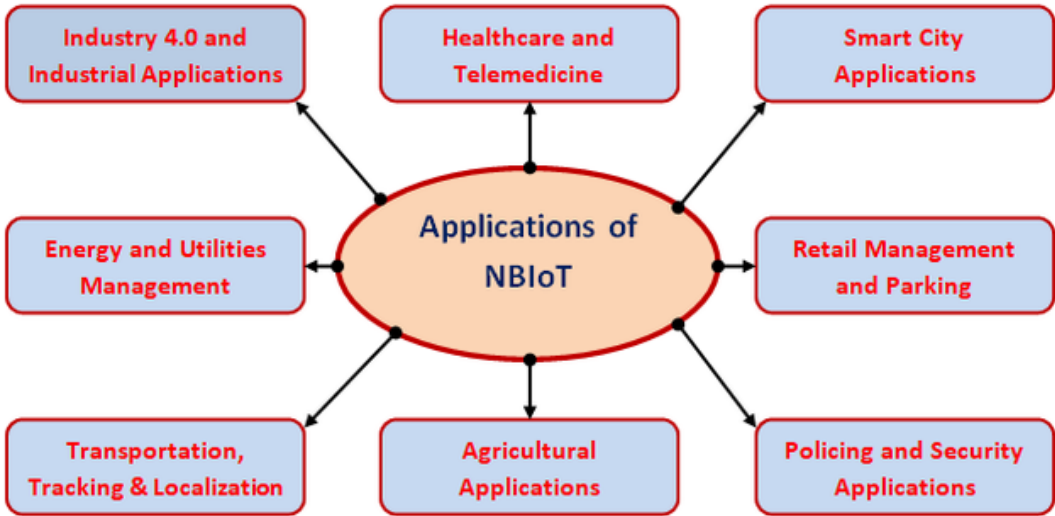 Industry 4.0 and
Industrial Applications
Healthcare and
Telemedicine
Smart City
Applications
Applications of
NBIoT
Energy and Utilities
Management
Retail Management
and Parking
Transportation,
Tracking & Localization
Agricultural
Applications
Policing and Security
Applications